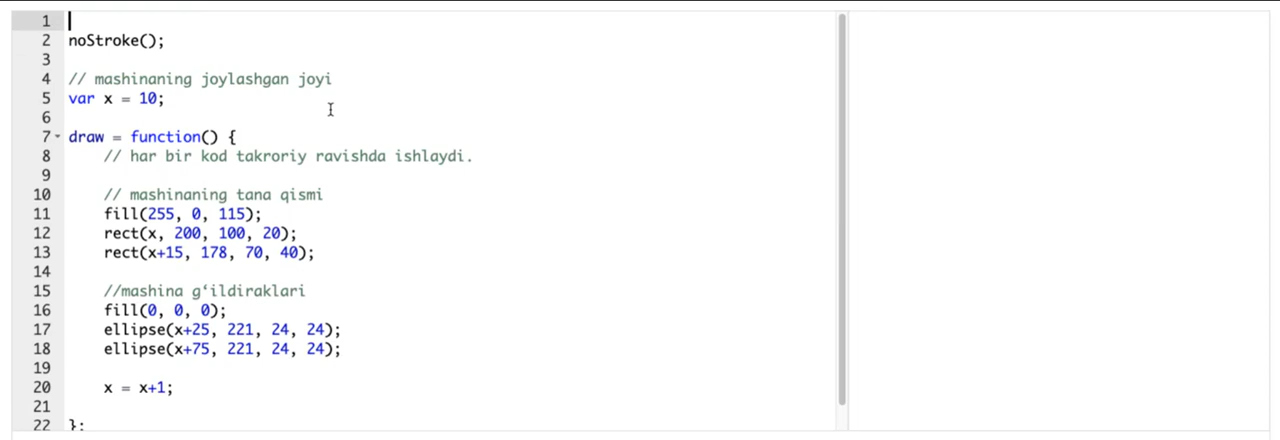 1
2 noStroke();
3
4 // mashinaning joylashgan joyi
5 var x = 10;
6
7 draw = function() {
8 // har bir kod takroriy ravishda ishlaydi.
9
10 // mashinaning tana qismi
11 fill(255, 0, 115);
12 rect(x, 200, 100, 20);
13 rect(x+15, 178, 70, 40);
14
15 //mashina g‘ildiraklari
16 fill(0, 0, 0);
17 ellipse(x+25, 221, 24, 24);
18 ellipse(x+75, 221, 24, 24);
19
20 x = x+1;
21
22 };